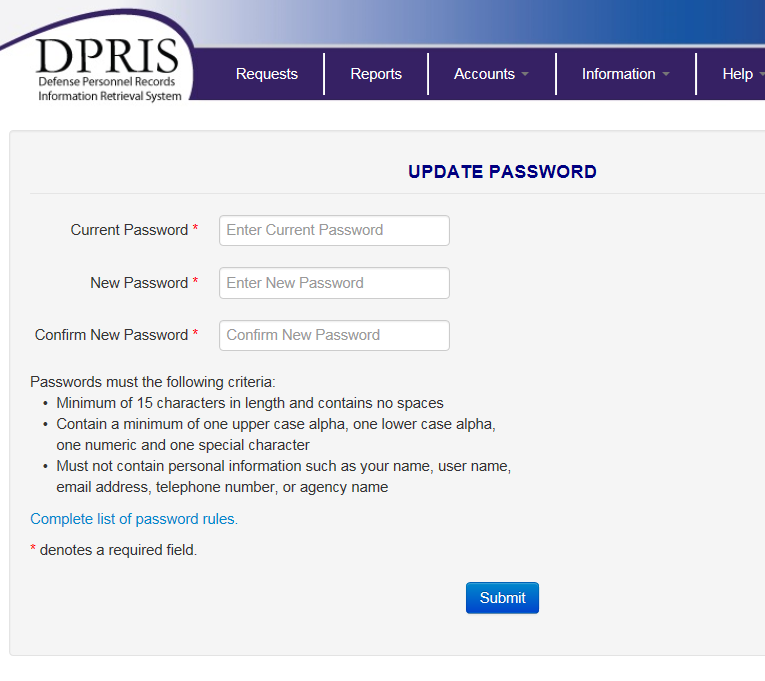 DPRIS
Defense Personnel Records
Information Retrieval System
Requests
Reports
Accounts
Information
Help
UPDATE PASSWORD
Current Password *
Enter Current Password
New Password *
Enter New Password
Confirm New Password *
Confirm New Password
Passwords must the following criteria:
• Minimum of 15 characters in length and contains no spaces
• Contain a minimum of one upper case alpha, one lower case alpha,
one numeric and one special character
• Must not contain personal information such as your name, user name,
email address, telephone number, or agency name
Complete list of password rules.
* denotes a required field.
Submit